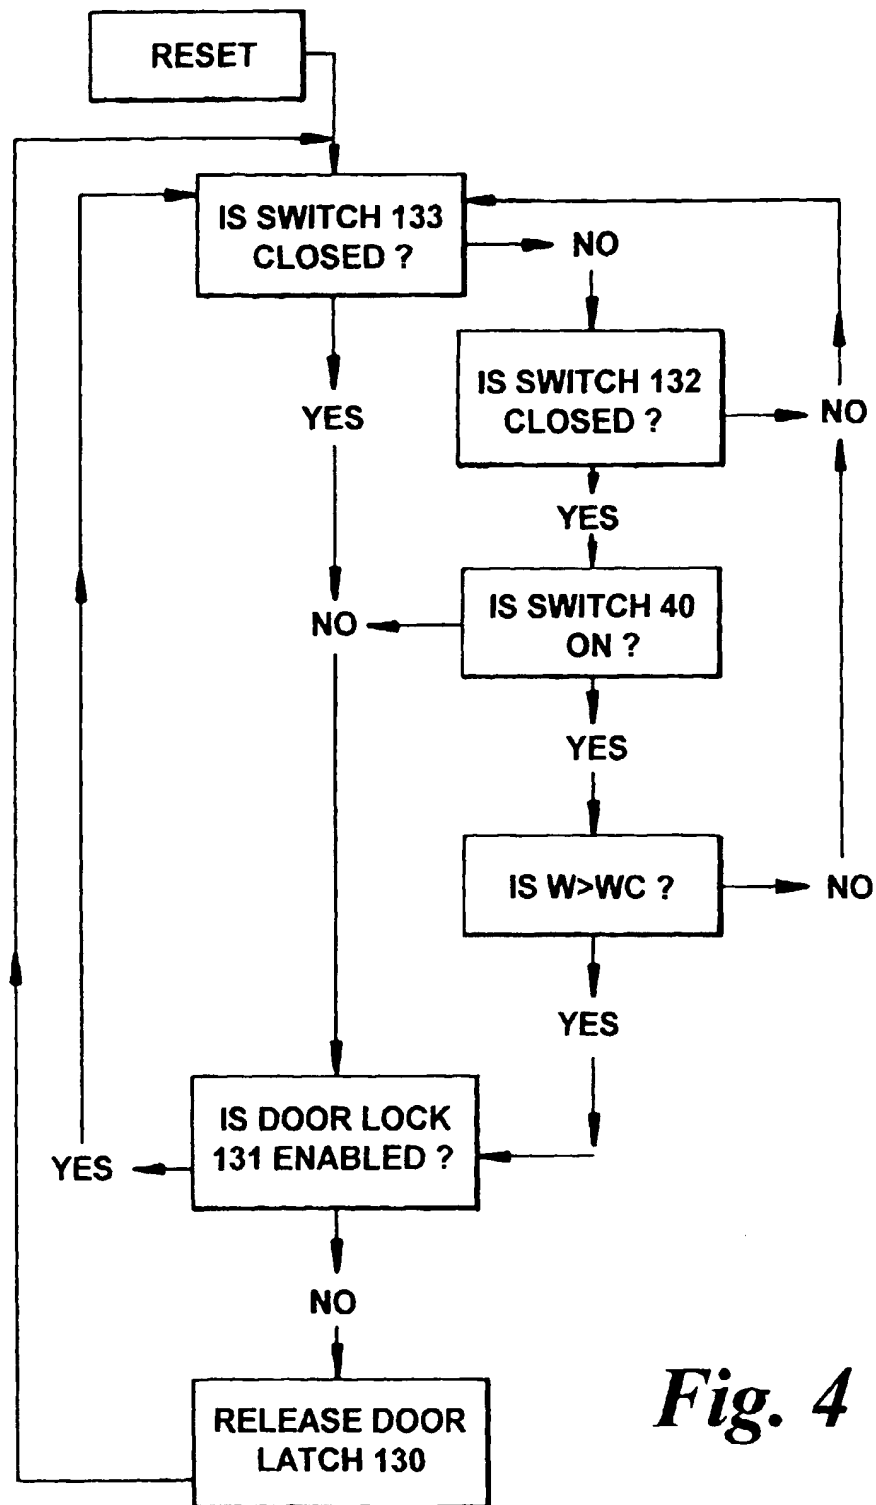 RESET
IS SWITCH 133
CLOSED ?
NO
IS SWITCH 132
CLOSED ?
NO
YES
YES
IS SWITCH 40
ON ?
NO
YES
IS W>WC ?
NO
YES
IS DOOR LOCK
131 ENABLED ?
YES
NO
RELEASE DOOR
LATCH 130
Fig. 4